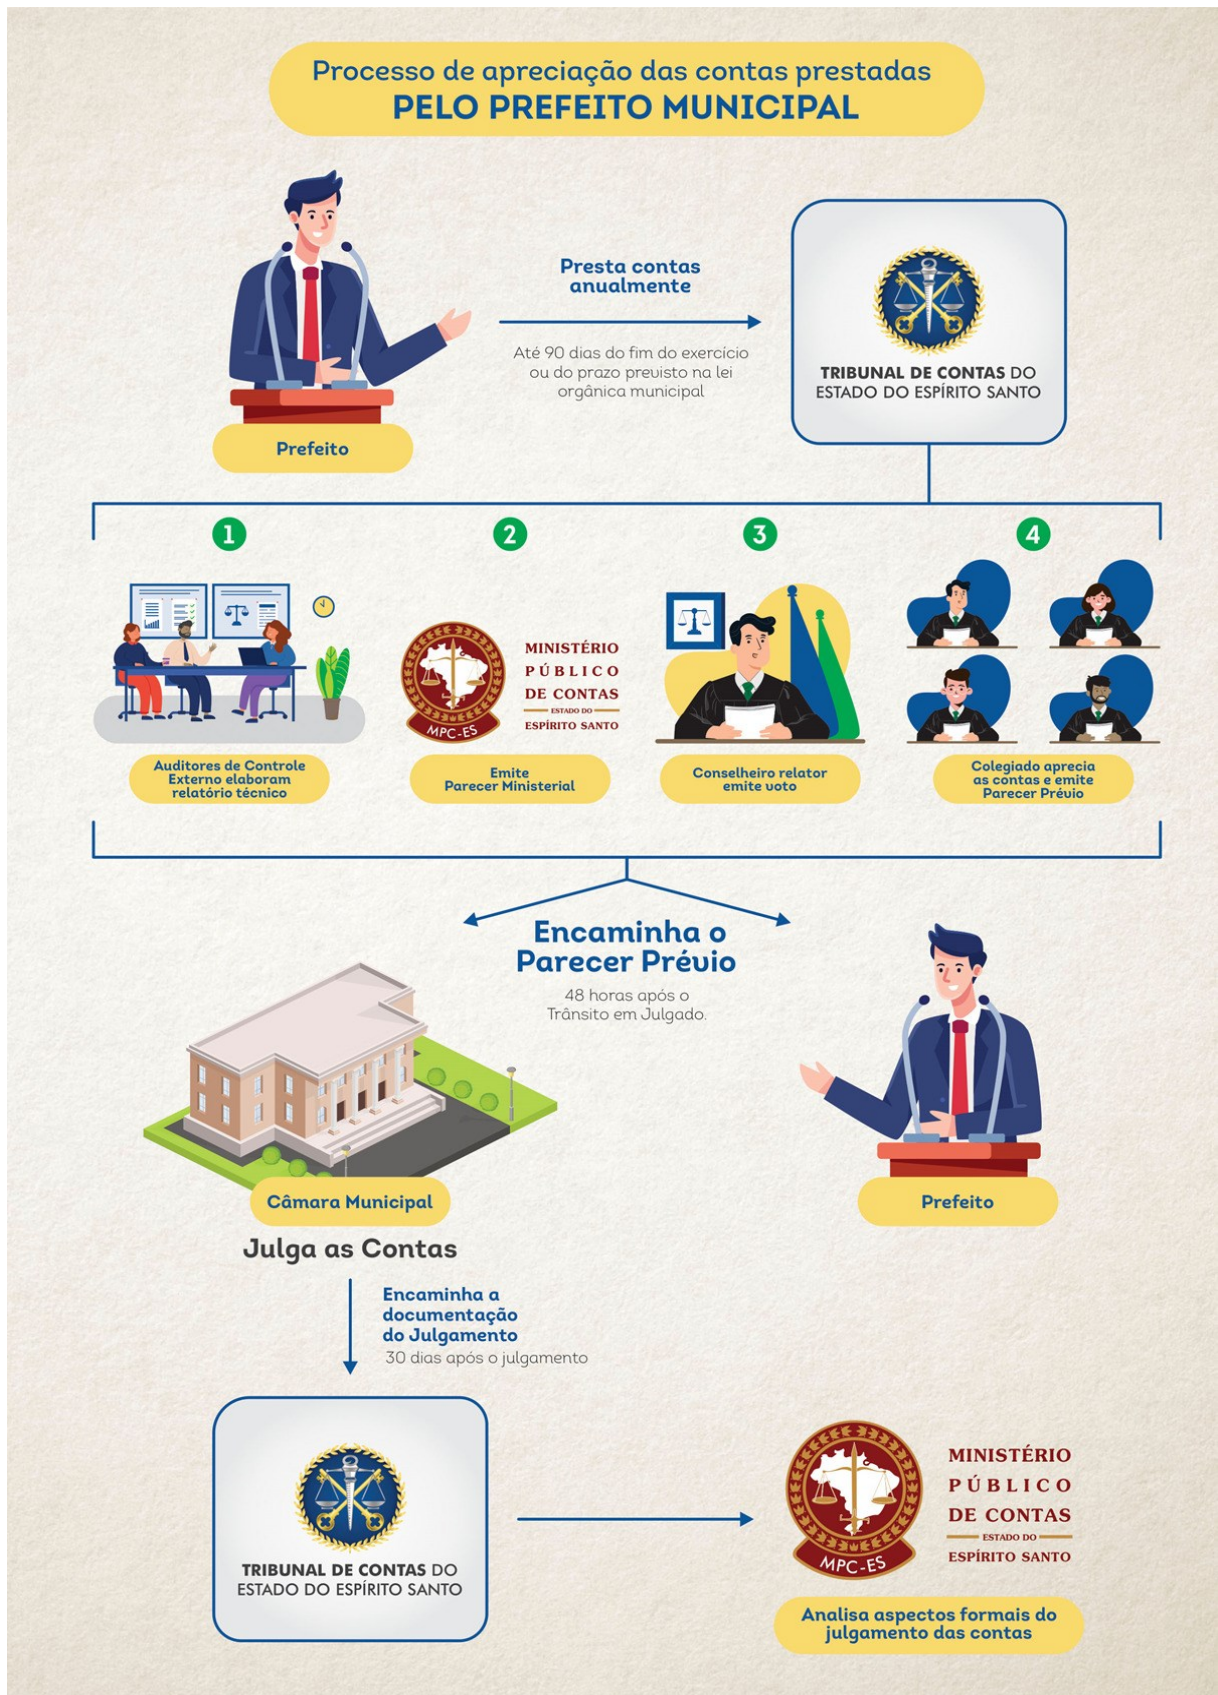 Processo de apreciação das contas prestadas
PELO PREFEITO MUNICIPAL
Presta contas
anualmente
Até 90 dias do fim do exercício
ou do prazo previsto na lei
orgânica municipal
TRIBUNAL DE CONTAS DO
ESTADO DO ESPÍRITO SANTO
Prefeito
1
2
3
4
MINISTÉRIO
PÚBLICO
DE CONTAS
ESTADO DO
ESPÍRITO SANTO
MPC-ES
Auditores de Controle
Externo elaboram
relatório técnico
Emite
Parecer Ministerial
Conselheiro relator
emite voto
Colegiado aprecia
as contas e emite
Parecer Prévio
Encaminha o
Parecer Prévio
48 horas após o
Trânsito em Julgado.
Câmara Municipal
Prefeito
Julga as Contas
Encaminha a
documentação
do Julgamento
30 dias após o julgamento
TRIBUNAL DE CONTAS DO
ESTADO DO ESPÍRITO SANTO
MINISTÉRIO
PÚBLICO
DE CONTAS
ESTADO DO
ESPÍRITO SANTO
MPC-ES
Analisa aspectos formais do
julgamento das contas